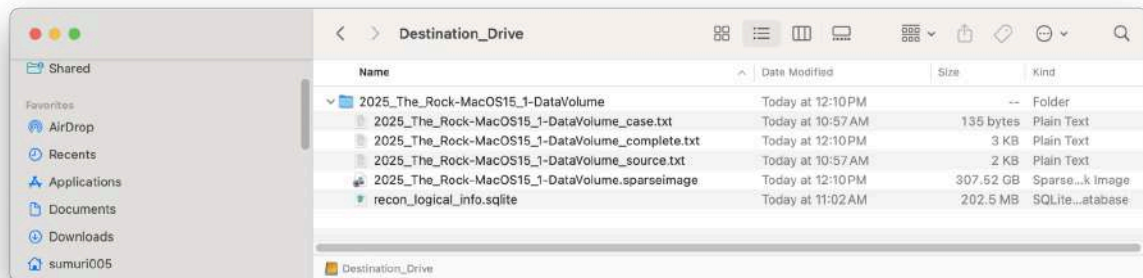 Destination_Drive
Shared
Favorites
AirDrop
Recents
Applications
Documents
Downloads
sumuri005
Name Date Modified Size Kind
2025_The_Rock-MacOS15_1-DataVolume Today at 12:10 PM -- Folder
2025_The_Rock-MacOS15_1-DataVolume_case.txt Today at 10:57 AM 135 bytes Plain Text
2025_The_Rock-MacOS15_1-DataVolume_complete.txt Today at 12:10 PM 3 KB Plain Text
2025_The_Rock-MacOS15_1-DataVolume_source.txt Today at 10:57 AM 2 KB Plain Text
2025_The_Rock-MacOS15_1-DataVolume.sparseimage Today at 12:10 PM 307.52 GB Sparse...k Image
recon_logical_info.sqlite Today at 11:02 AM 202.5 MB SQLite...atabase
Destination_Drive